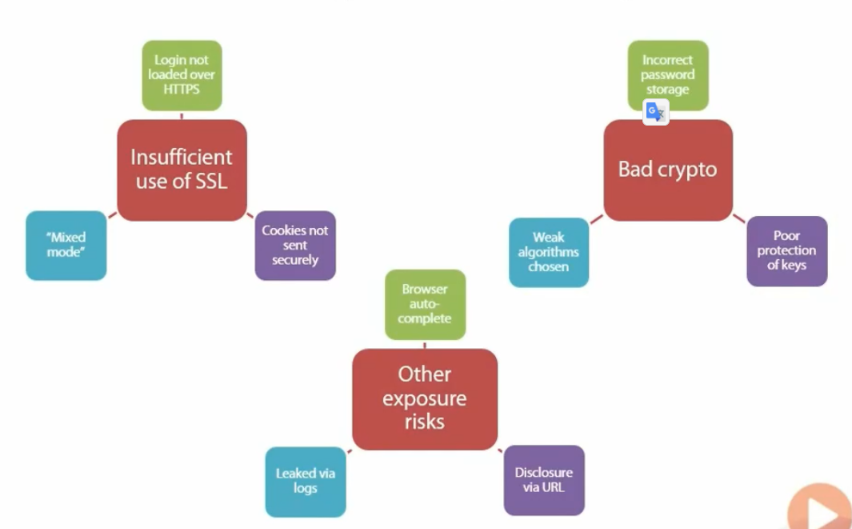 Login not
loaded over
HTTPS
Insufficient
use of SSL
“Mixed
mode”
Cookies not
sent
securely
Incorrect
password
storage
G
Bad crypto
Weak
algorithms
chosen
Poor
protection
of keys
Browser
auto-
complete
Other
exposure
risks
Leaked via
logs
Disclosure
via URL